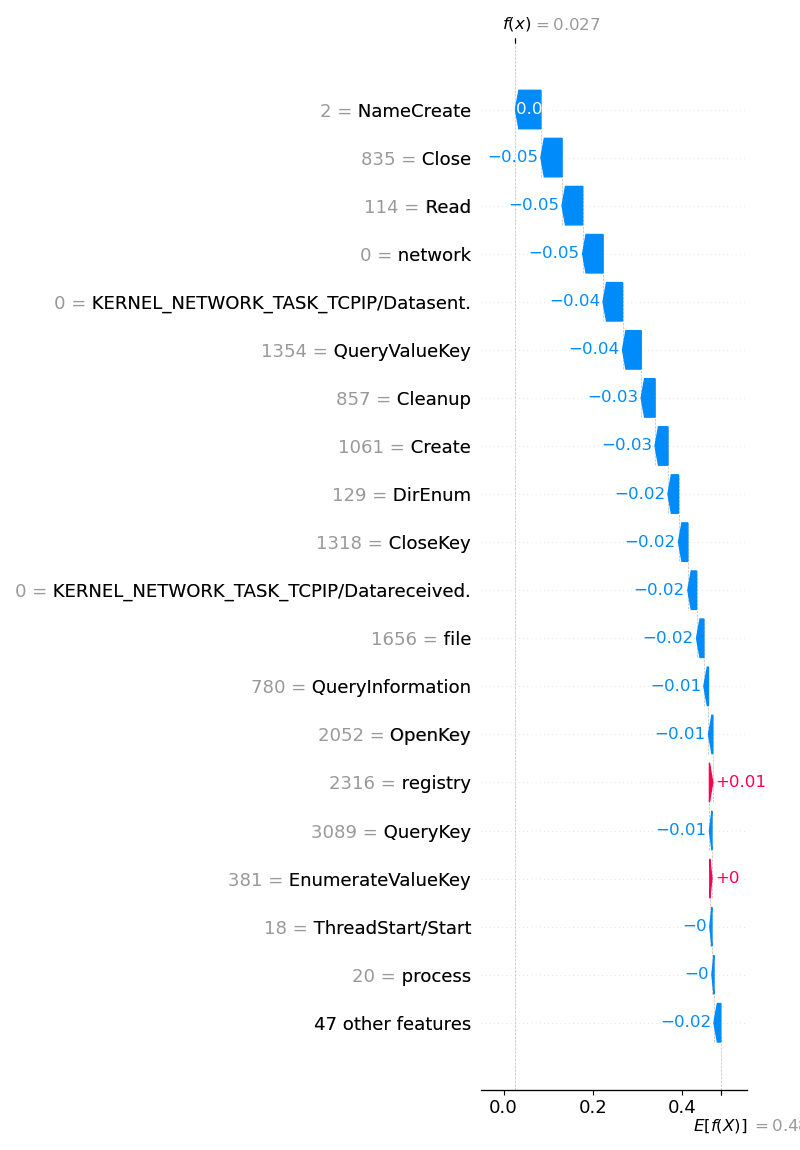 f(x) = 0.027
2 = NameCreate
0.0
835 = Close
−0.05
114 = Read
−0.05
0 = network
−0.05
0 = KERNEL_NETWORK_TASK_TCPIP/Datasent.
−0.04
1354 = QueryValueKey
−0.04
857 = Cleanup
−0.03
1061 = Create
−0.03
129 = DirEnum
−0.02
1318 = CloseKey
−0.02
0 = KERNEL_NETWORK_TASK_TCPIP/Datareceived.
−0.02
1656 = file
−0.02
780 = QueryInformation
−0.01
2052 = OpenKey
−0.01
2316 = registry
+0.01
3089 = QueryKey
−0.01
381 = EnumerateValueKey
+0
18 = ThreadStart/Start
−0
20 = process
−0
47 other features
−0.02
0.0 0.2 0.4
E[f(X)] = 0.48